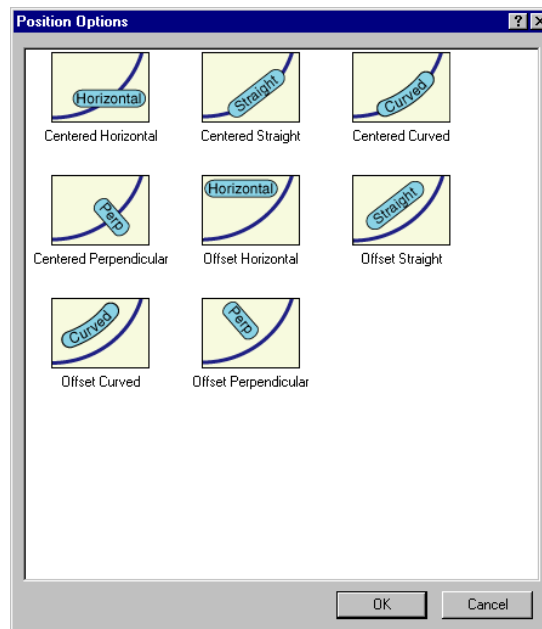 Position Options
Horizontal
Straight
Curved
Centered Horizontal
Centered Straight
Centered Curved
Perp
Horizontal
Straight
Centered Perpendicular
Offset Horizontal
Offset Straight
Curved
Perp
Offset Curved
Offset Perpendicular
OK
Cancel